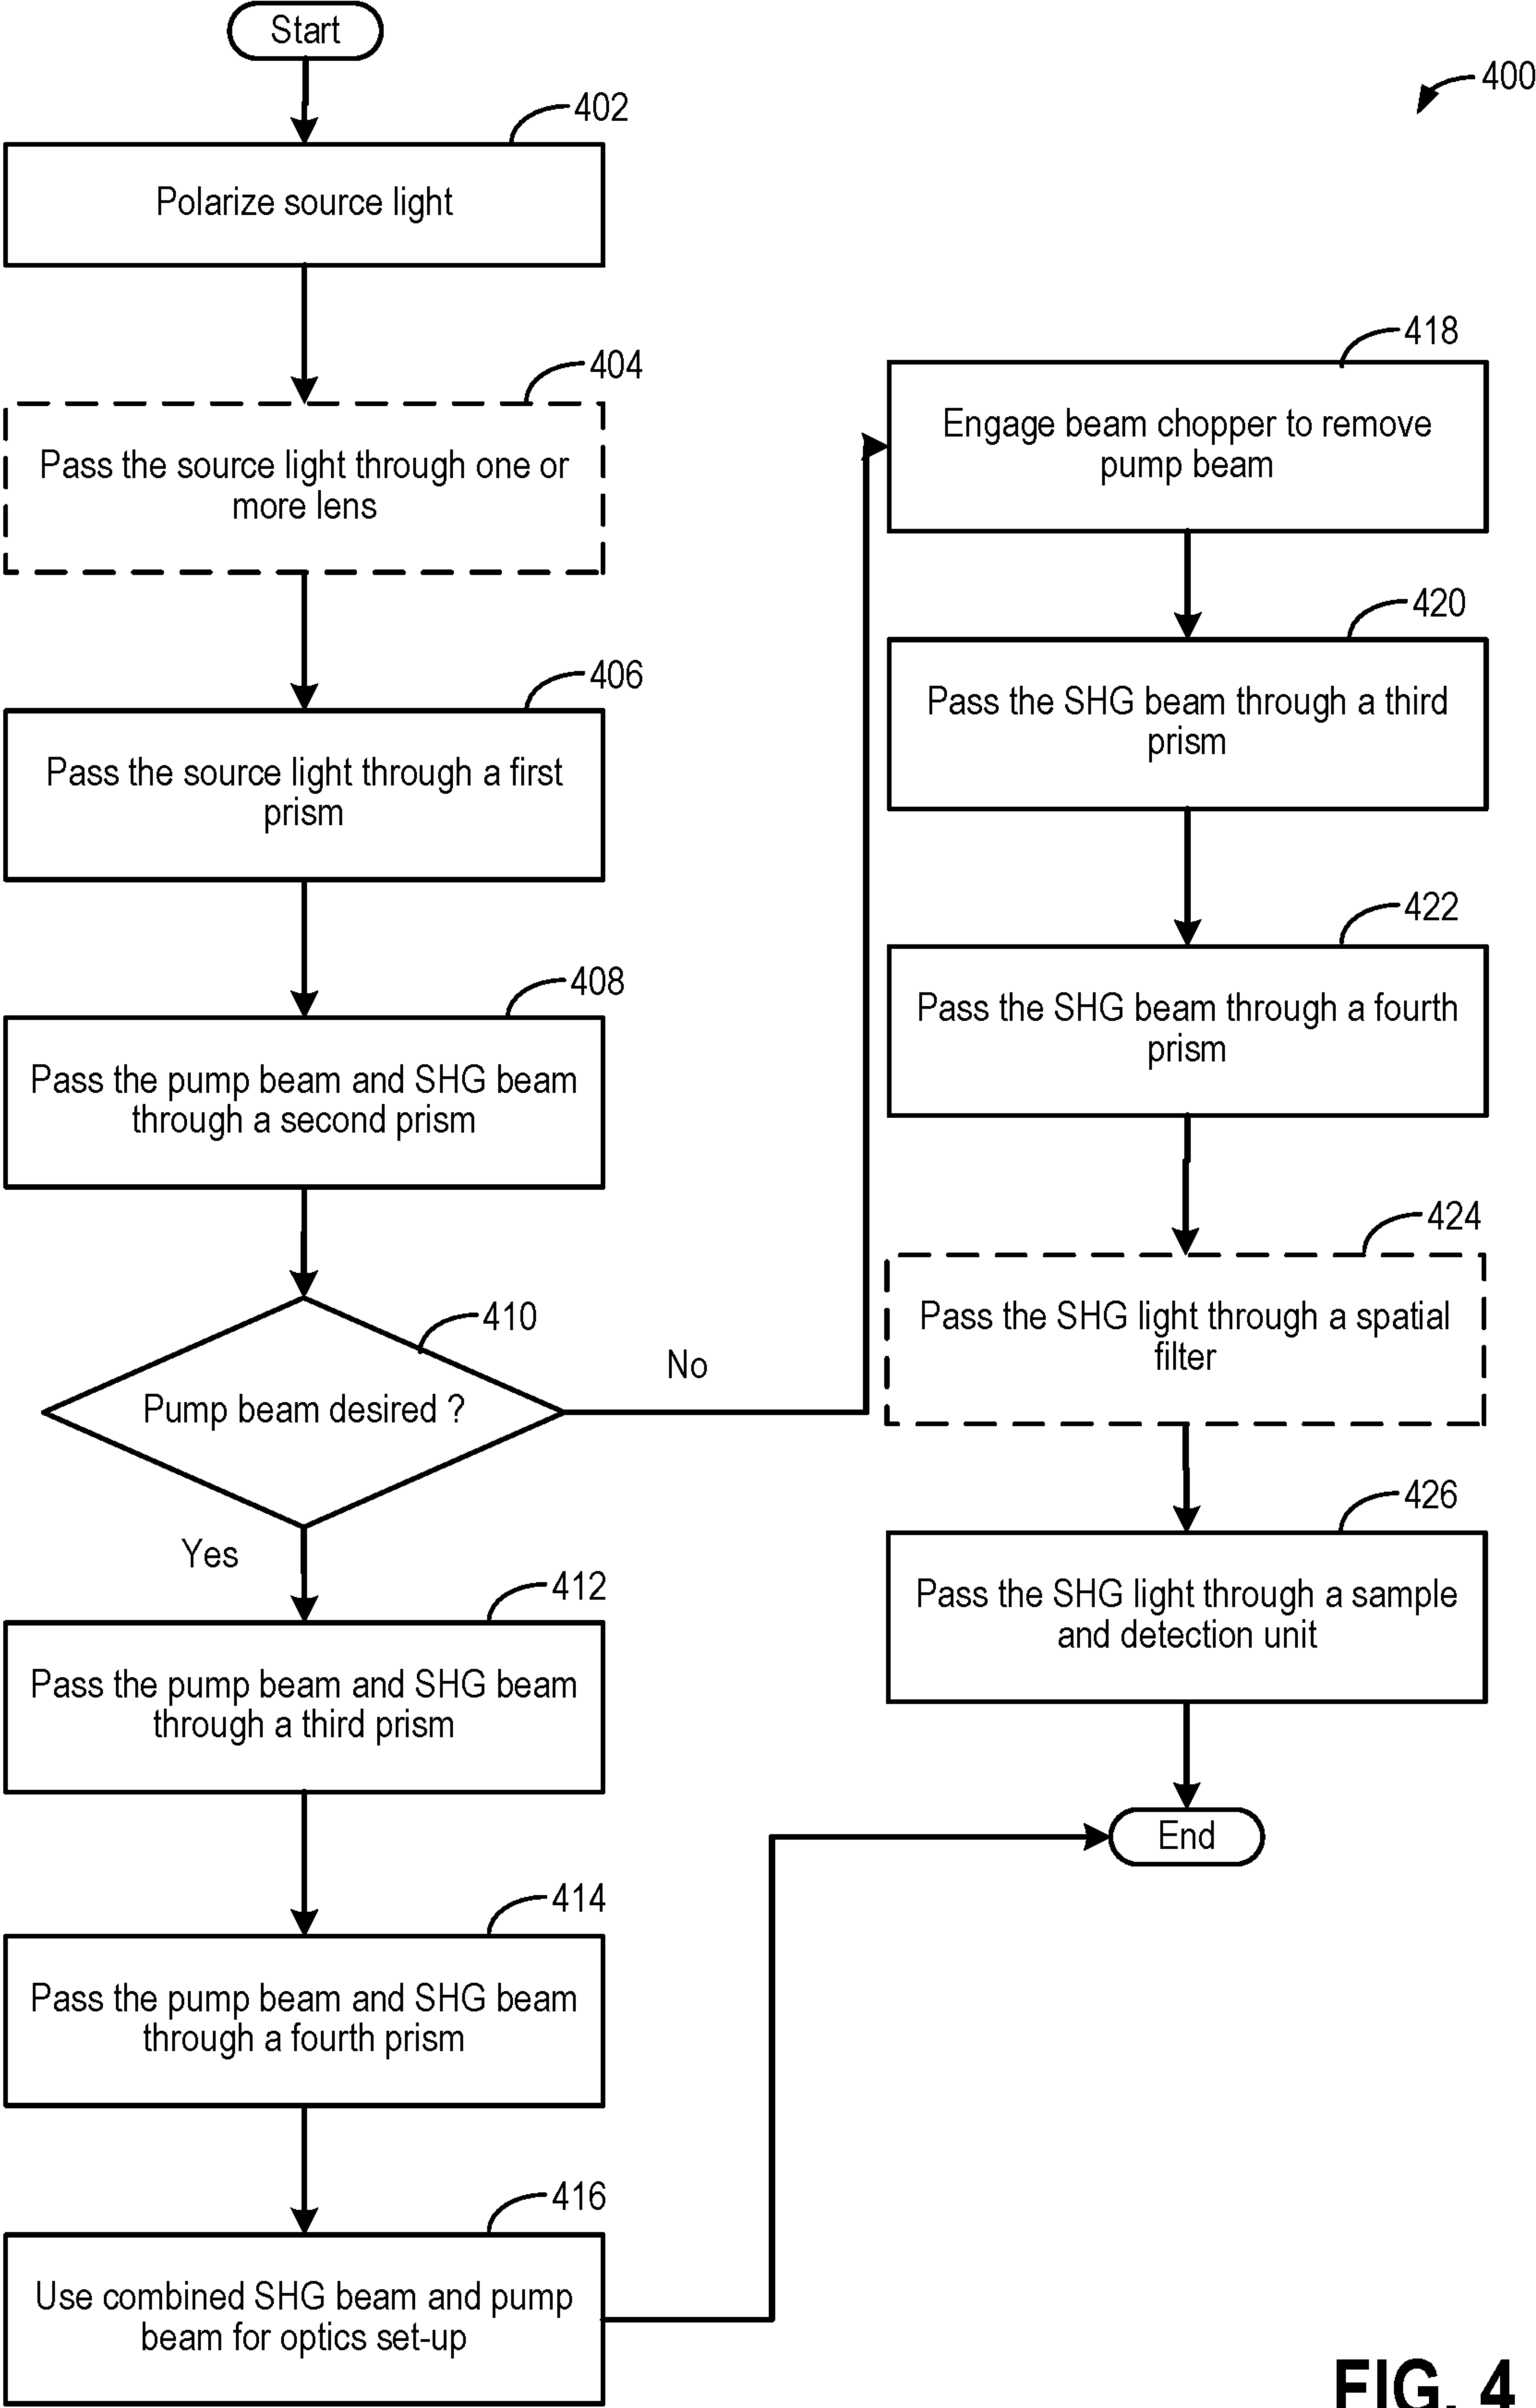 Start
400
402
Polarize source light
404
Pass the source light through one or
more lens
406
Pass the source light through a first
prism
408
Pass the pump beam and SHG beam
through a second prism
410
Pump beam desired ?
No
Yes
412
Pass the pump beam and SHG beam
through a third prism
414
Pass the pump beam and SHG beam
through a fourth prism
416
Use combined SHG beam and pump
beam for optics set-up
418
Engage beam chopper to remove
pump beam
420
Pass the SHG beam through a third
prism
422
Pass the SHG beam through a fourth
prism
424
Pass the SHG light through a spatial
filter
426
Pass the SHG light through a sample
and detection unit
End
FIG. 4